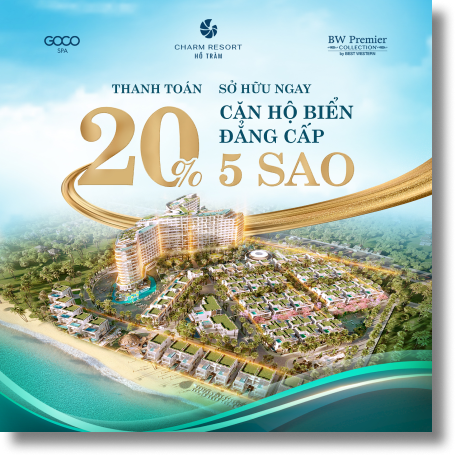 GOCO
SPA
CHARM RESORT
HỒ TRÀM
BW Premier
COLLECTION®
by BEST WESTERN
THANH TOÁN
20%
SỞ HỮU NGAY
CĂN HỘ BIỂN
ĐẲNG CẤP
5 SAO